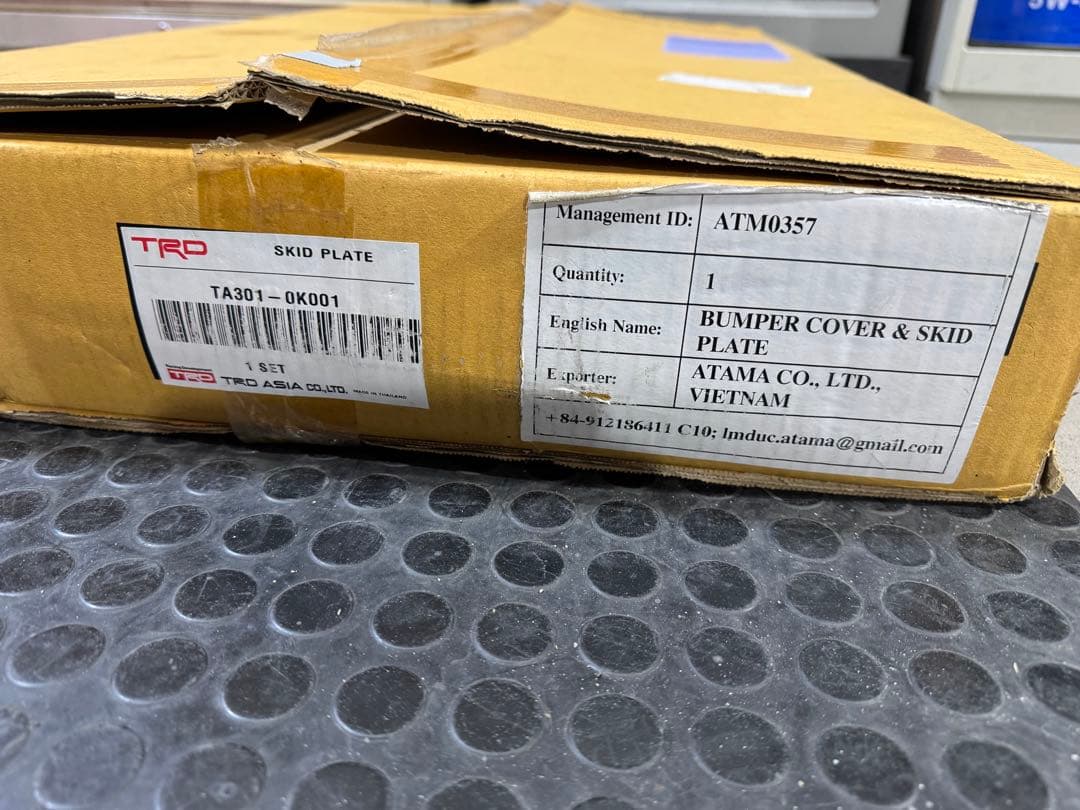 TRD SKID PLATE
TA301-0K001
1 SET
TRD TRD ASIA CO.,LTD. MADE IN THAILAND
Management ID: ATM0357
Quantity: 1
English Name: BUMPER COVER & SKID
PLATE
Exporter: ATAMA CO., LTD.,
VIETNAM
+84-912186411 C10; lmduc.atama@gmail.com